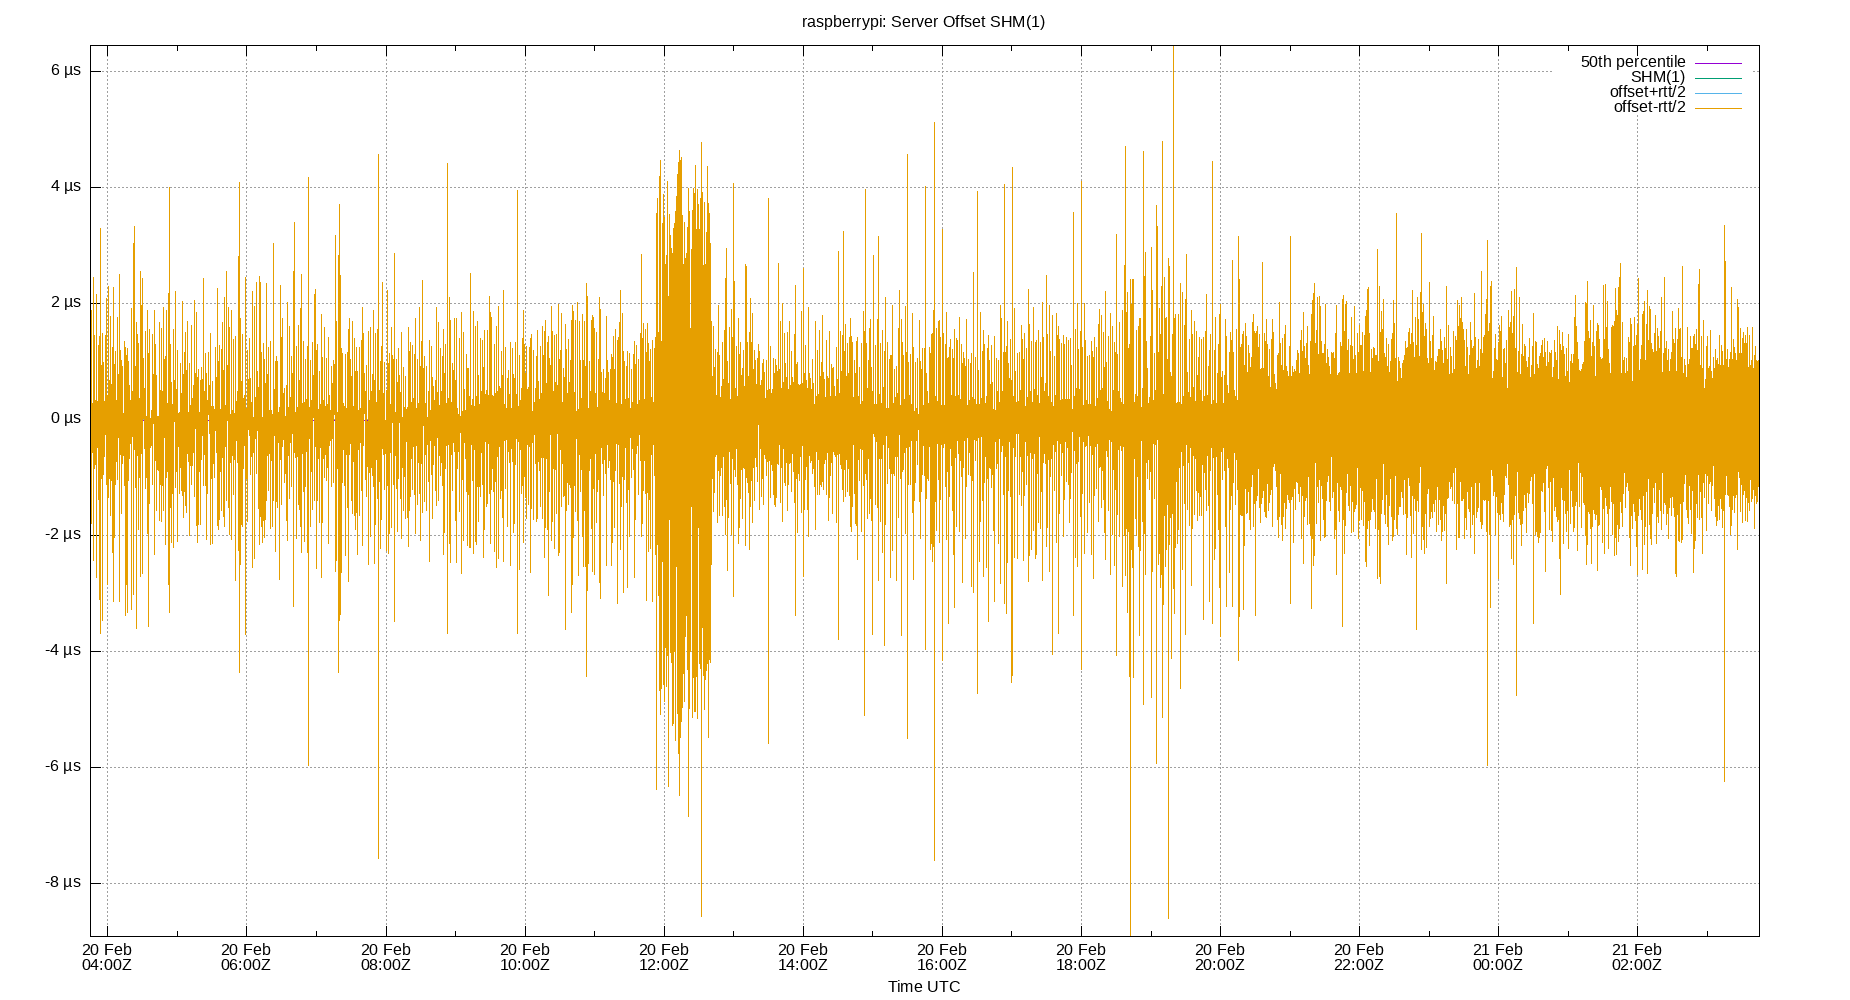 raspberrypi: Server Offset SHM(1)
50th percentile
SHM(1)
offset+rtt/2
offset-rtt/2
6 µs
4 µs
2 µs
0 µs
-2 µs
-4 µs
-6 µs
-8 µs
20 Feb 20 Feb 20 Feb 20 Feb 20 Feb 20 Feb 20 Feb 20 Feb 20 Feb 20 Feb 21 Feb 21 Feb
04:00Z 06:00Z 08:00Z 10:00Z 12:00Z 14:00Z 16:00Z 18:00Z 20:00Z 22:00Z 00:00Z 02:00Z
Time UTC